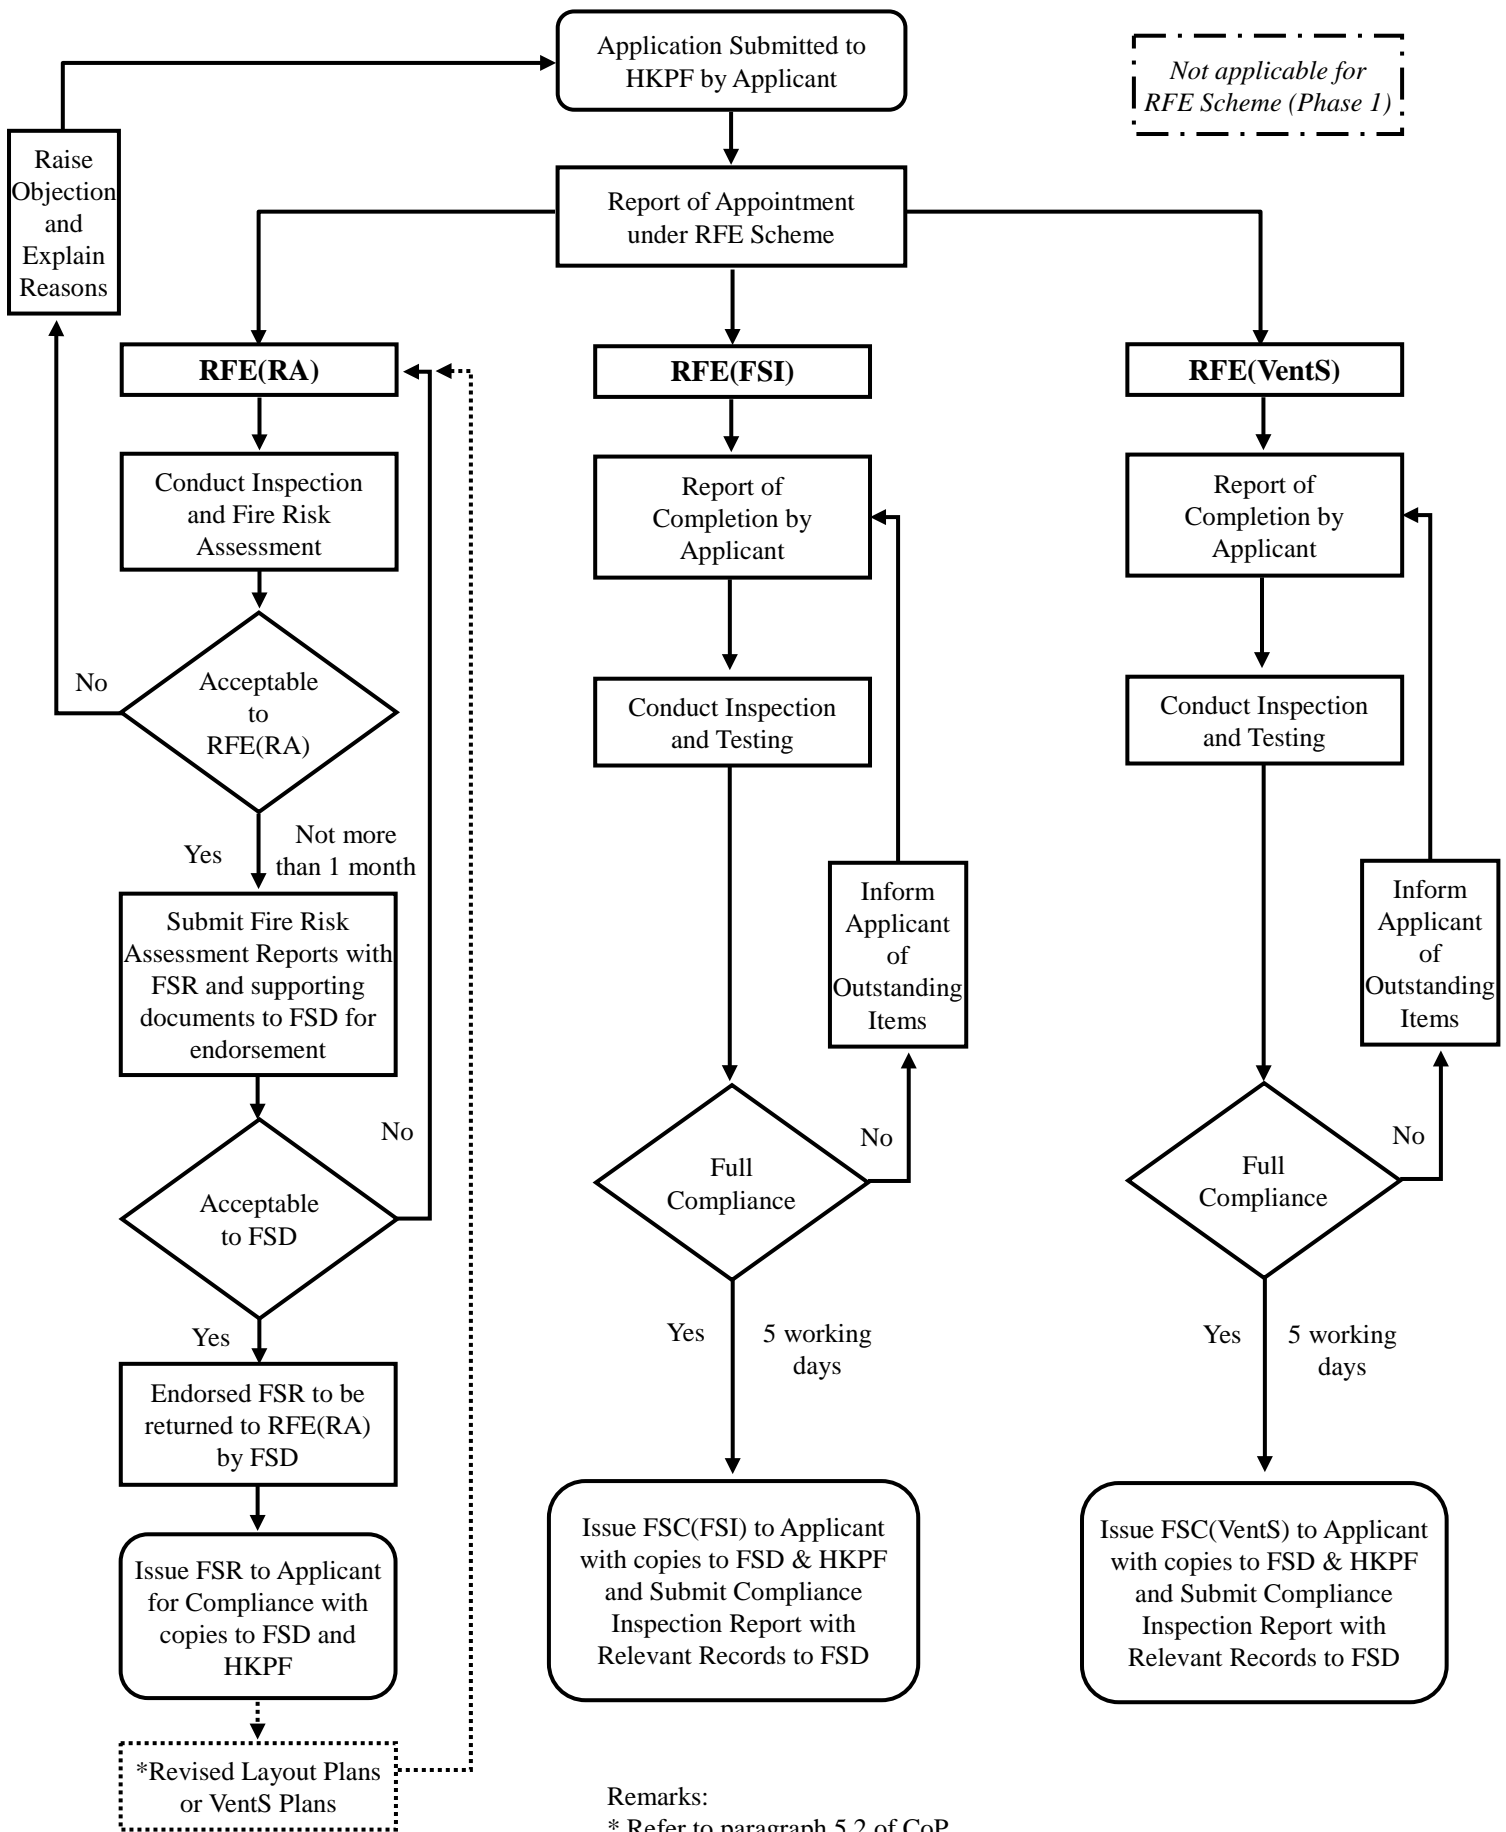 Application Submitted to
HKPF by Applicant
Not applicable for
RFE Scheme (Phase 1)
Raise
Objection
and
Explain
Reasons
Report of Appointment
under RFE Scheme
RFE(RA)
RFE(FSI)
RFE(VentS)
Conduct Inspection
and Fire Risk
Assessment
Report of
Completion by
Applicant
Report of
Completion by
Applicant
No
Acceptable
to
RFE(RA)
Conduct Inspection
and Testing
Conduct Inspection
and Testing
Yes
Not more
than 1 month
Submit Fire Risk
Assessment Reports with
FSR and supporting
documents to FSD for
endorsement
Inform
Applicant
of
Outstanding
Items
Inform
Applicant
of
Outstanding
Items
No
Acceptable
to FSD
No
Full
Compliance
No
Full
Compliance
Yes
Yes
5 working
days
Yes
5 working
days
Endorsed FSR to be
returned to RFE(RA)
by FSD
Issue FSR to Applicant
for Compliance with
copies to FSD and
HKPF
Issue FSC(FSI) to Applicant
with copies to FSD & HKPF
and Submit Compliance
Inspection Report with
Relevant Records to FSD
Issue FSC(VentS) to Applicant
with copies to FSD & HKPF
and Submit Compliance
Inspection Report with
Relevant Records to FSD
*Revised Layout Plans
or VentS Plans
Remarks:
* Refer to paragraph 5.2 of CoP